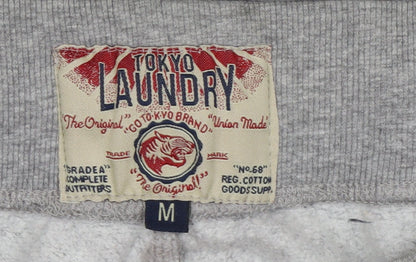 TOKYO
LAUNDRY
The Original "GO TO-KYO BRAND" "Union Made"
TRADE MARK
"GRADE A" "No.68"
COMPLETE REG. COTTON
OUTFITTERS GOODS SUPP.
"The Original!"
M